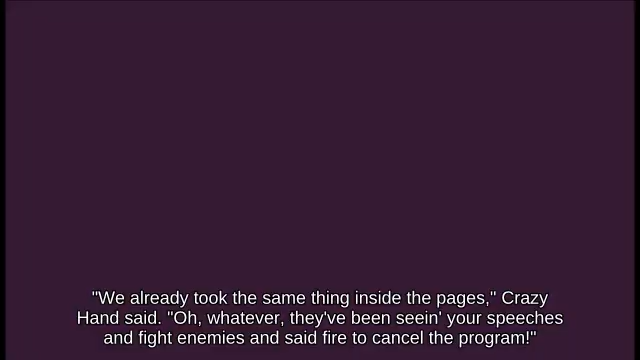 "We already took the same thing inside the pages," Crazy
Hand said. "Oh, whatever, they've been seein' your speeches
and fight enemies and said fire to cancel the program!"